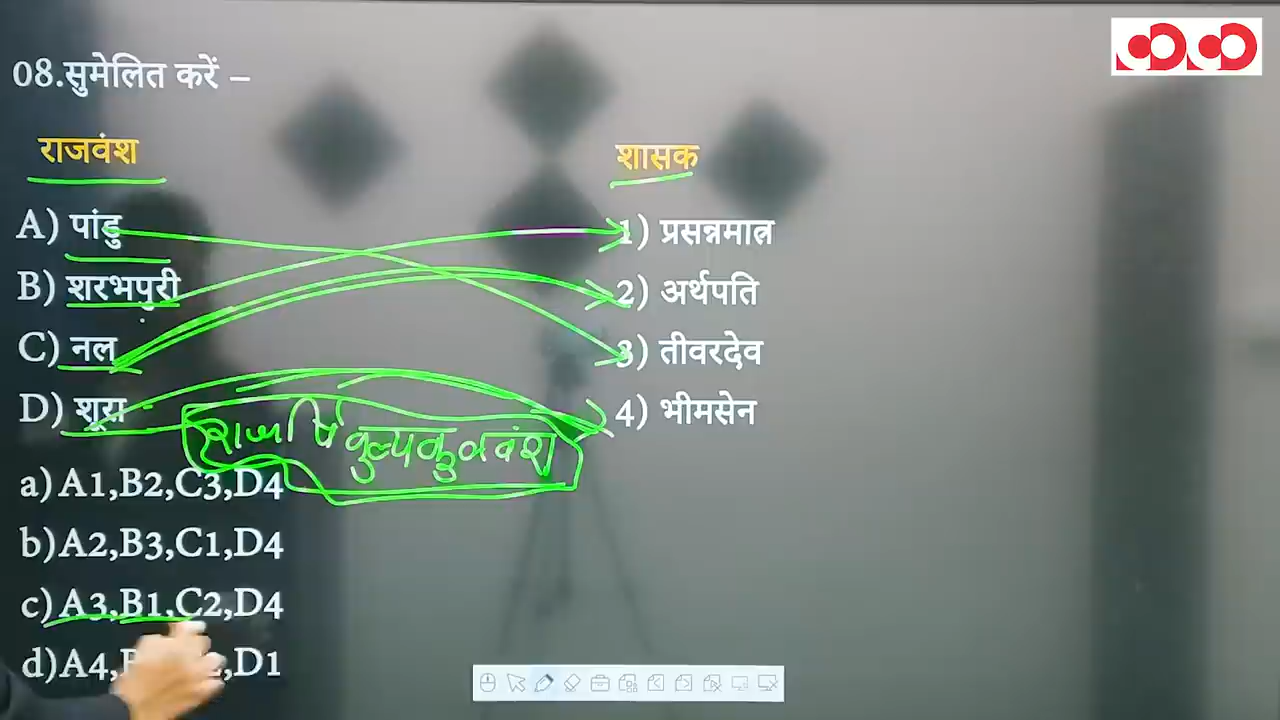 08.सुमेलित करें –
राजवंश
शासक
A) पांडु
1) प्रसन्नमात्र
B) शरभपुरी
2) अर्थपति
C) नल
3) तीवरदेव
D) शूरा
4) भीमसेन
राजर्षि तुल्यकुल वंश
a)A1,B2,C3,D4
b)A2,B3,C1,D4
c)A3,B1,C2,D4
d)A4, ,D1